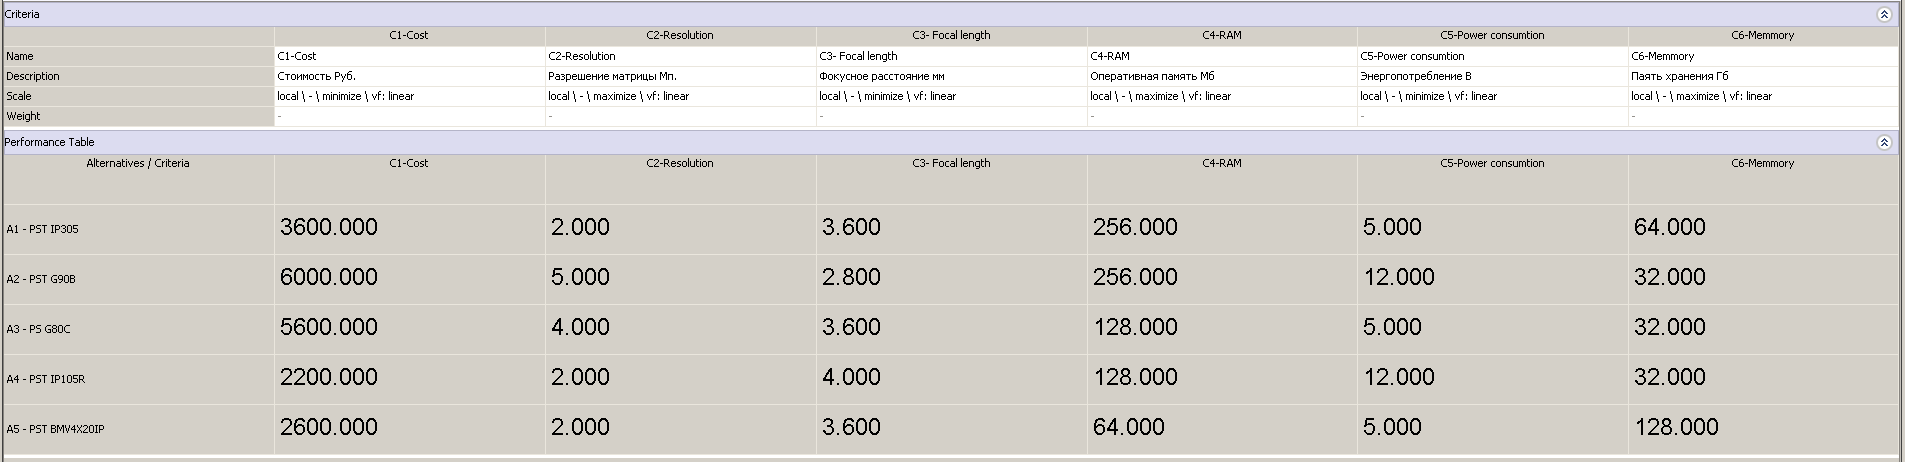 Criteria
C1-Cost C2-Resolution C3- Focal length C4-RAM C5-Power consumtion C6-Memmory
Name C1-Cost C2-Resolution C3- Focal length C4-RAM C5-Power consumtion C6-Memmory
Description Стоимость Руб. Разрешение матрицы Мп. Фокусное расстояние мм Оперативная память Мб Энергопотребление В Паять хранения Гб
Scale local \ - \ minimize \ vf: linear local \ - \ maximize \ vf: linear local \ - \ minimize \ vf: linear local \ - \ maximize \ vf: linear local \ - \ minimize \ vf: linear local \ - \ maximize \ vf: linear
Weight - - - - - -
Performance Table
Alternatives / Criteria C1-Cost C2-Resolution C3- Focal length C4-RAM C5-Power consumtion C6-Memmory
A1 - PST IP305 3600.000 2.000 3.600 256.000 5.000 64.000
A2 - PST G90B 6000.000 5.000 2.800 256.000 12.000 32.000
A3 - PS G80C 5600.000 4.000 3.600 128.000 5.000 32.000
A4 - PST IP105R 2200.000 2.000 4.000 128.000 12.000 32.000
A5 - PST BMV4X20IP 2600.000 2.000 3.600 64.000 5.000 128.000